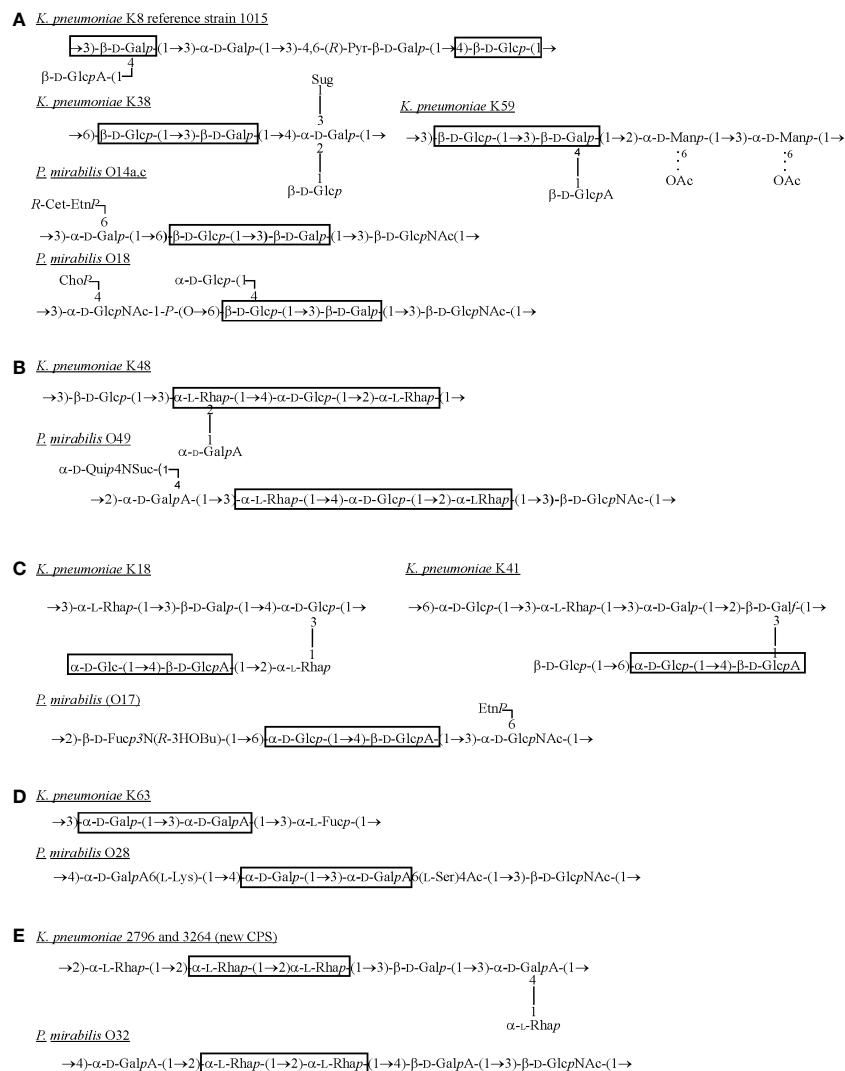 A K. pneumoniae K8 reference strain 1015
→3)-β-D-Galp-(1→3)-α-D-Galp-(1→3)-4,6-(R)-Pyr-β-D-Galp-(1→4)-β-D-Glcp-(1→
4
β-D-GlcpA-(1
Sug
1
K. pneumoniae K38 K. pneumoniae K59
3
→6)-β-D-Glcp-(1→3)-β-D-Galp-(1→4)-α-D-Galp-(1→ →3)-β-D-Glcp-(1→3)-β-D-Galp-(1→2)-α-D-Manp-(1→3)-α-D-Manp-(1→
2 4 6 6
P. mirabilis O14a,c
1 1 OAc OAc
β-D-Glcp β-D-GlcpA
R-Cet-EtnP
6
→3)-α-D-Galp-(1→6)-β-D-Glcp-(1→3)-β-D-Galp-(1→3)-β-D-GlcpNAc(1→
P. mirabilis O18
ChoP α-D-Glcp-(1
4 4
→3)-α-D-GlcpNAc-1-P-(O→6)-β-D-Glcp-(1→3)-β-D-Galp-(1→3)-β-D-GlcpNAc-(1→
B K. pneumoniae K48
→3)-β-D-Glcp-(1→3)-α-L-Rhap-(1→4)-α-D-Glcp-(1→2)-α-L-Rhap-(1→
2
P. mirabilis O49
1
α-D-GalpA
α-D-Quip4NSuc-(1
4
→2)-α-D-GalpA-(1→3)-α-L-Rhap-(1→4)-α-D-Glcp-(1→2)-α-LRhap-(1→3)-β-D-GlcpNAc-(1→
C K. pneumoniae K18 K. pneumoniae K41
→3)-α-L-Rhap-(1→3)-β-D-Galp-(1→4)-α-D-Glcp-(1→ →6)-α-D-Glcp-(1→3)-α-L-Rhap-(1→3)-α-D-Galp-(1→2)-β-D-Galf-(1→
3 3
1 1
α-D-Glc-(1→4)-β-D-GlcpA-(1→2)-α-L-Rhap β-D-Glcp-(1→6)-α-D-Glcp-(1→4)-β-D-GlcpA
P. mirabilis (O17)
EtnP
6
→2)-β-D-Fucp3N(R-3HOBu)-(1→6)-α-D-Glcp-(1→4)-β-D-GlcpA-(1→3)-α-D-GlcpNAc-(1→
D K. pneumoniae K63
→3)-α-D-Galp-(1→3)-α-D-GalpA-(1→3)-α-L-Fucp-(1→
P. mirabilis O28
→4)-α-D-GalpA6(L-Lys)-(1→4)-α-D-Galp-(1→3)-α-D-GalpA6(L-Ser)4Ac-(1→3)-β-D-GlcpNAc-(1→
E K. pneumoniae 2796 and 3264 (new CPS)
→2)-α-L-Rhap-(1→2)-α-L-Rhap-(1→2)α-L-Rhap-(1→3)-β-D-Galp-(1→3)-α-D-GalpA-(1→
4
1
α-L-Rhap
P. mirabilis O32
→4)-α-D-GalpA-(1→2)-α-L-Rhap-(1→2)-α-L-Rhap-(1→4)-β-D-GalpA-(1→3)-β-D-GlcpNAc-(1→